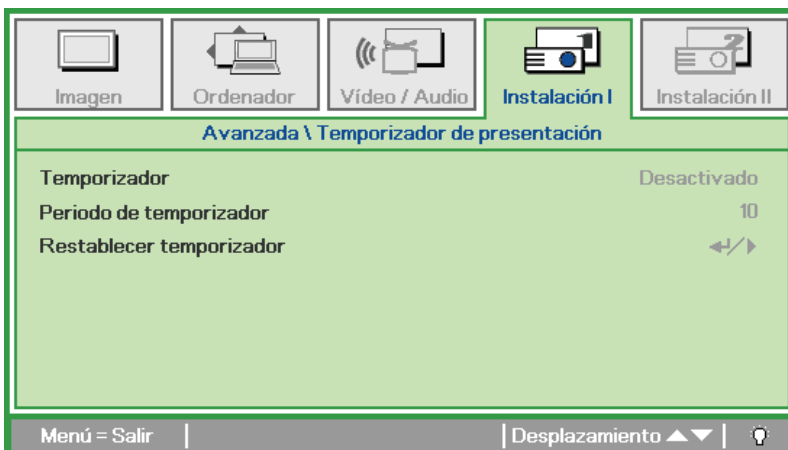 Imagen
Ordenador
Vídeo / Audio
Instalación I
Instalación II
Avanzada \ Temporizador de presentación
Temporizador Desactivado
Periodo de temporizador 10
Restablecer temporizador ↵/▶
Menú = Salir | | Desplazamiento ▲▼ |